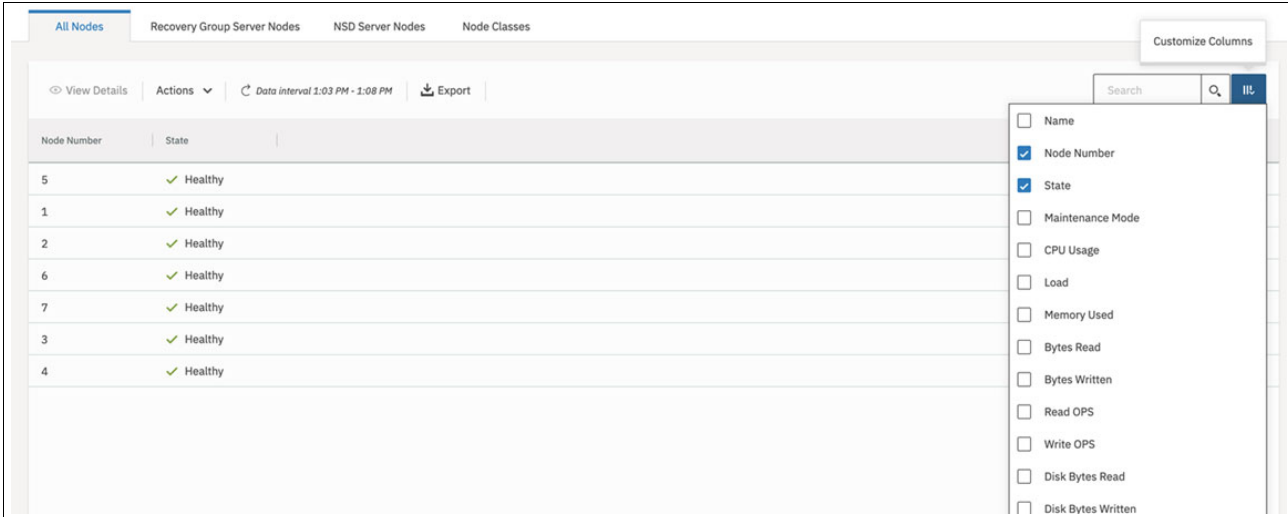 All Nodes Recovery Group Server Nodes NSD Server Nodes Node Classes
Customize Columns
View Details Actions Data interval 1:03 PM - 1:08 PM Export Search
Node Number State
5 Healthy
1 Healthy
2 Healthy
6 Healthy
7 Healthy
3 Healthy
4 Healthy
Name
Node Number
State
Maintenance Mode
CPU Usage
Load
Memory Used
Bytes Read
Bytes Written
Read OPS
Write OPS
Disk Bytes Read
Disk Bytes Written